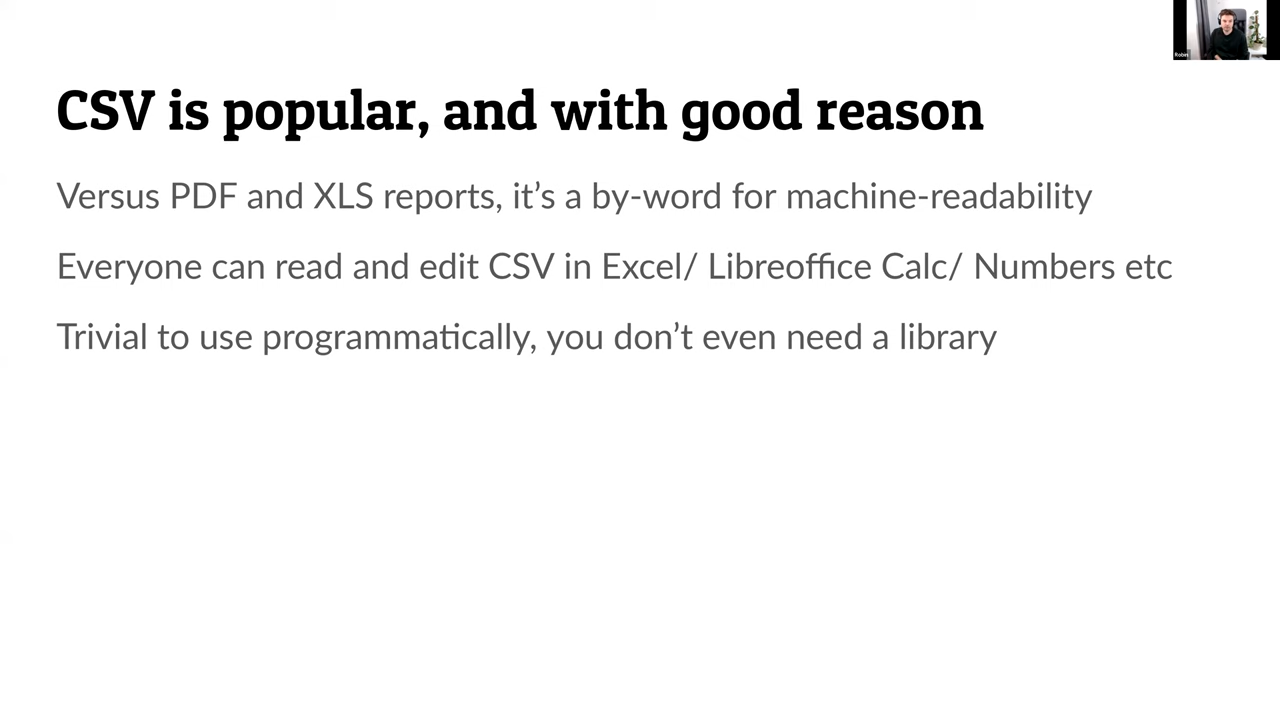 CSV is popular, and with good reason
Versus PDF and XLS reports, it's a by-word for machine-readability
Everyone can read and edit CSV in Excel/ Libreoffice Calc/ Numbers etc
Trivial to use programmatically, you don't even need a library
Robin